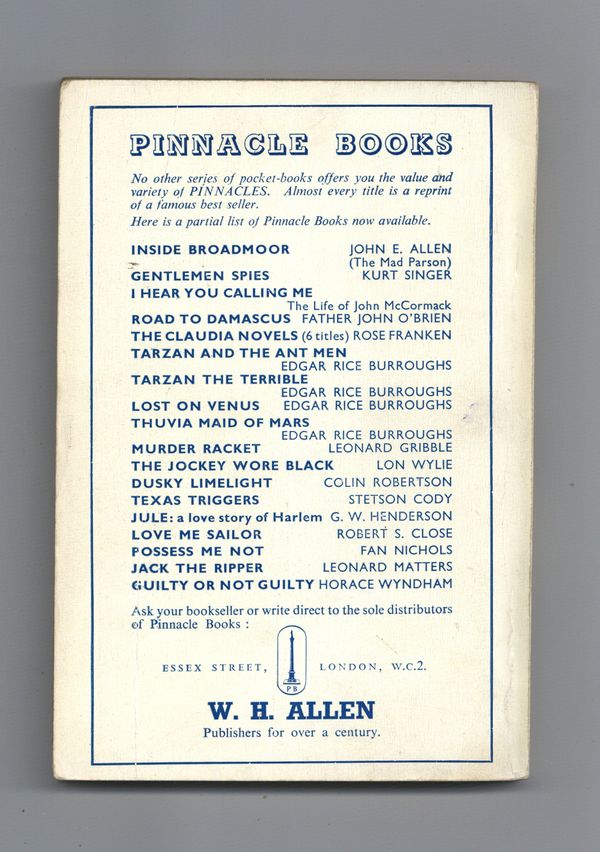 PINNACLE BOOKS
No other series of pocket-books offers you the value and
variety of PINNACLES. Almost every title is a reprint
of a famous best seller.
Here is a partial list of Pinnacle Books now available.
INSIDE BROADMOOR JOHN E. ALLEN
(The Mad Parson)
GENTLEMEN SPIES KURT SINGER
I HEAR YOU CALLING ME
The Life of John McCormack
ROAD TO DAMASCUS FATHER JOHN O'BRIEN
THE CLAUDIA NOVELS (6 titles) ROSE FRANKEN
TARZAN AND THE ANT MEN
EDGAR RICE BURROUGHS
TARZAN THE TERRIBLE
EDGAR RICE BURROUGHS
LOST ON VENUS EDGAR RICE BURROUGHS
THUVIA MAID OF MARS
EDGAR RICE BURROUGHS
MURDER RACKET LEONARD GRIBBLE
THE JOCKEY WORE BLACK LON WYLIE
DUSKY LIMELIGHT COLIN ROBERTSON
TEXAS TRIGGERS STETSON CODY
JULE: a love story of Harlem G. W. HENDERSON
LOVE ME SAILOR ROBERT S. CLOSE
POSSESS ME NOT FAN NICHOLS
JACK THE RIPPER LEONARD MATTERS
GUILTY OR NOT GUILTY HORACE WYNDHAM
Ask your bookseller or write direct to the sole distributors
of Pinnacle Books :
ESSEX STREET, LONDON, W.C.2.
PB
W. H. ALLEN
Publishers for over a century.